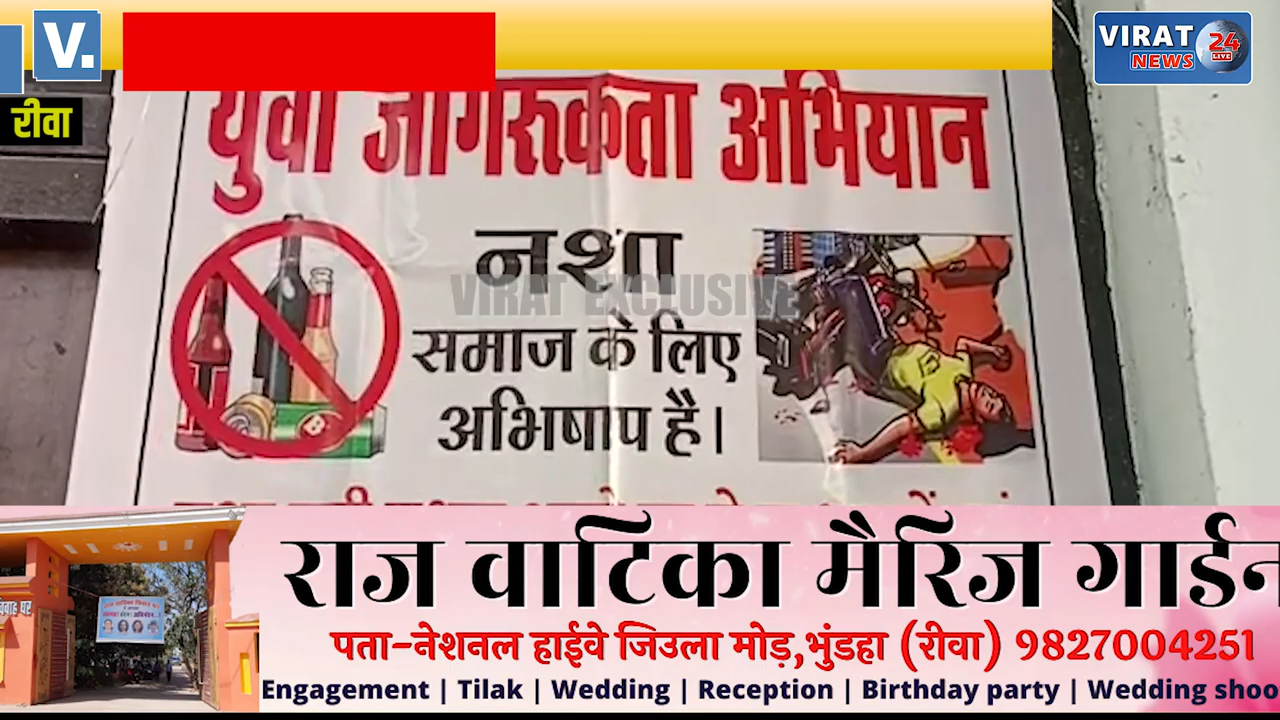 V.
VIRAT
NEWS
24
LIVE
रीवा
युवा जागरूकता अभियान
नशा
VIRAT EXCLUSIVE
समाज के लिए
अभिषाप है।
राज वाटिका मैरिज गार्डन
पता-नेशनल हाईवे जिउला मोड़,भुंडहा (रीवा) 9827004251
Engagement | Tilak | Wedding | Reception | Birthday party | Wedding shoo